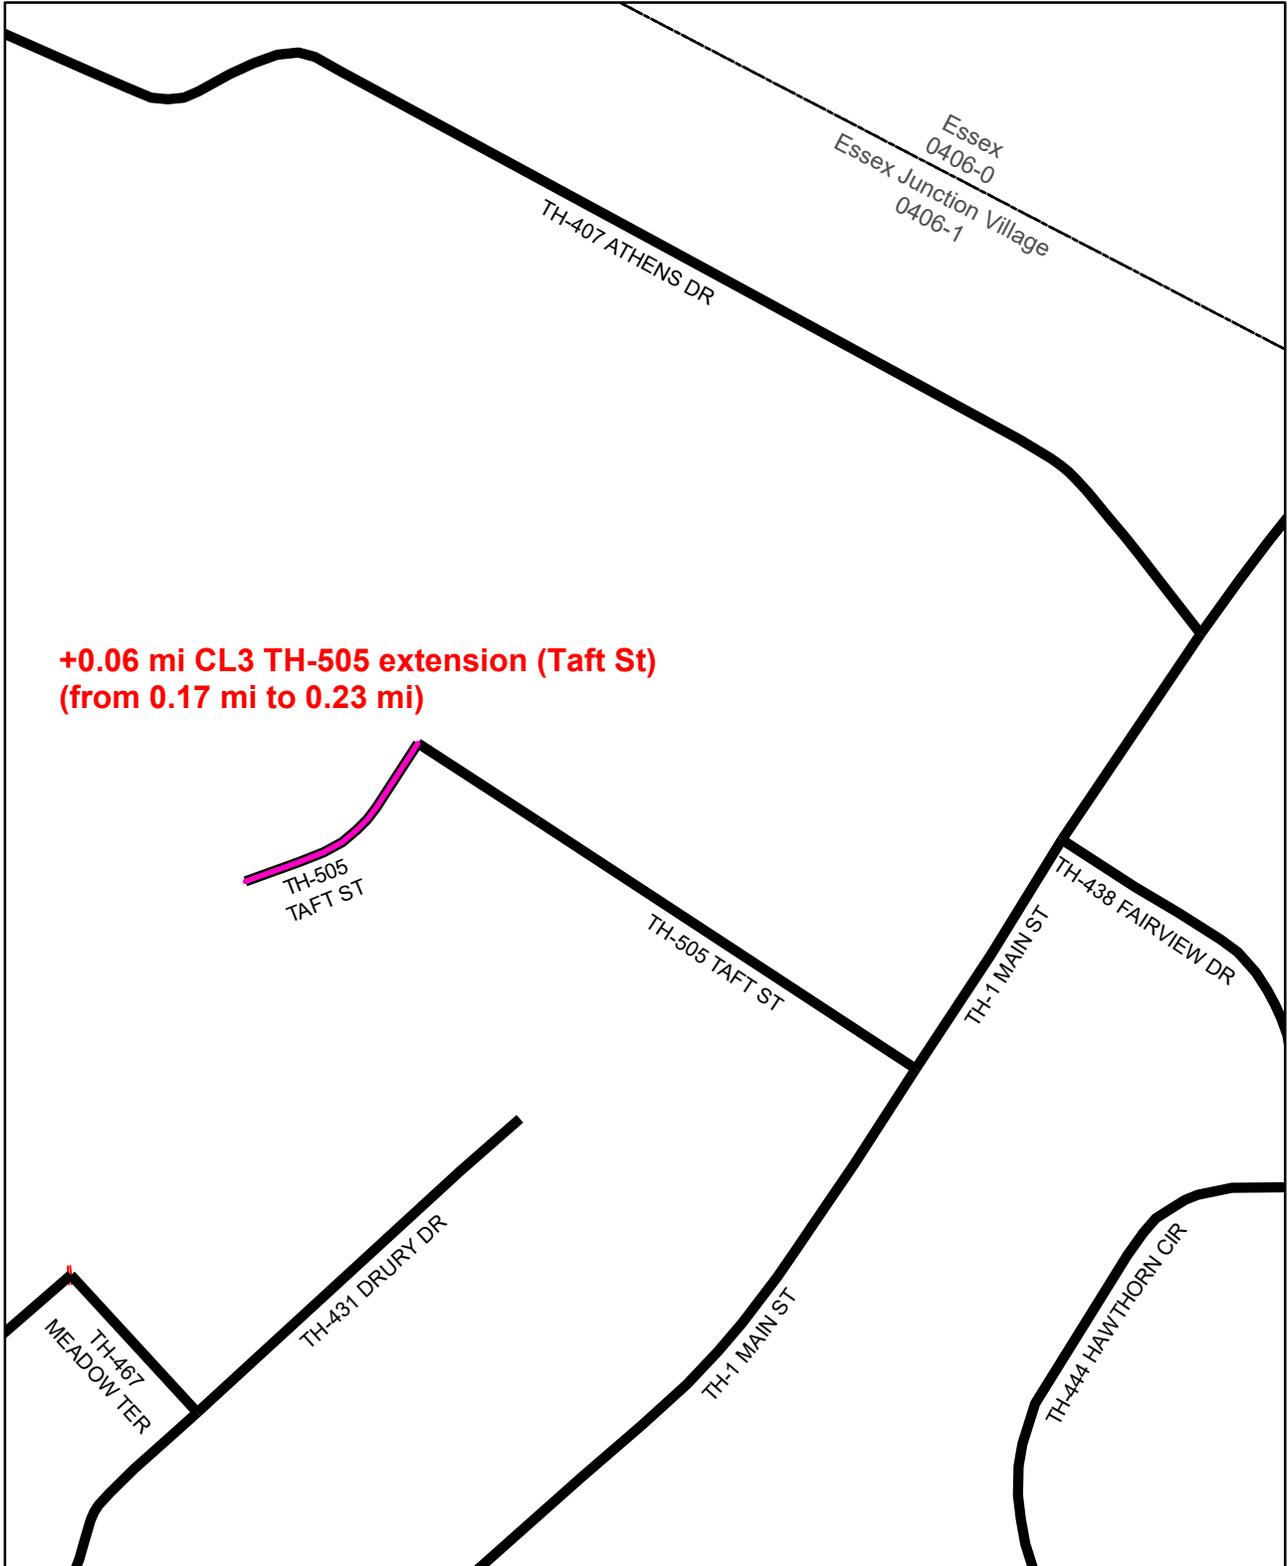 Essex
0406-0
Essex Junction Village
0406-1
TH-407 ATHENS DR
+0.06 mi CL3 TH-505 extension (Taft St)
(from 0.17 mi to 0.23 mi)
TH-505
TAFT ST
TH-505 TAFT ST
TH-438 FAIRVIEW DR
TH-1 MAIN ST
TH-431 DRURY DR
TH-467
MEADOW TER
TH-1 MAIN ST
TH-444 HAWTHORN CIR